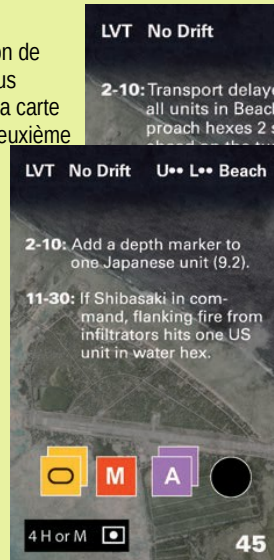 on de
us
a carte
euxième
LVT No Drift
2-10: Transport delaye
all units in Beach
proach hexes 2 s
LVT No Drift U•• L•• Beach
2-10: Add a depth marker to
one Japanese unit (9.2).
11-30: If Shibasaki in com-
mand, flanking fire from
infiltrators hits one US
unit in water hex.
M A
4 H or M
45